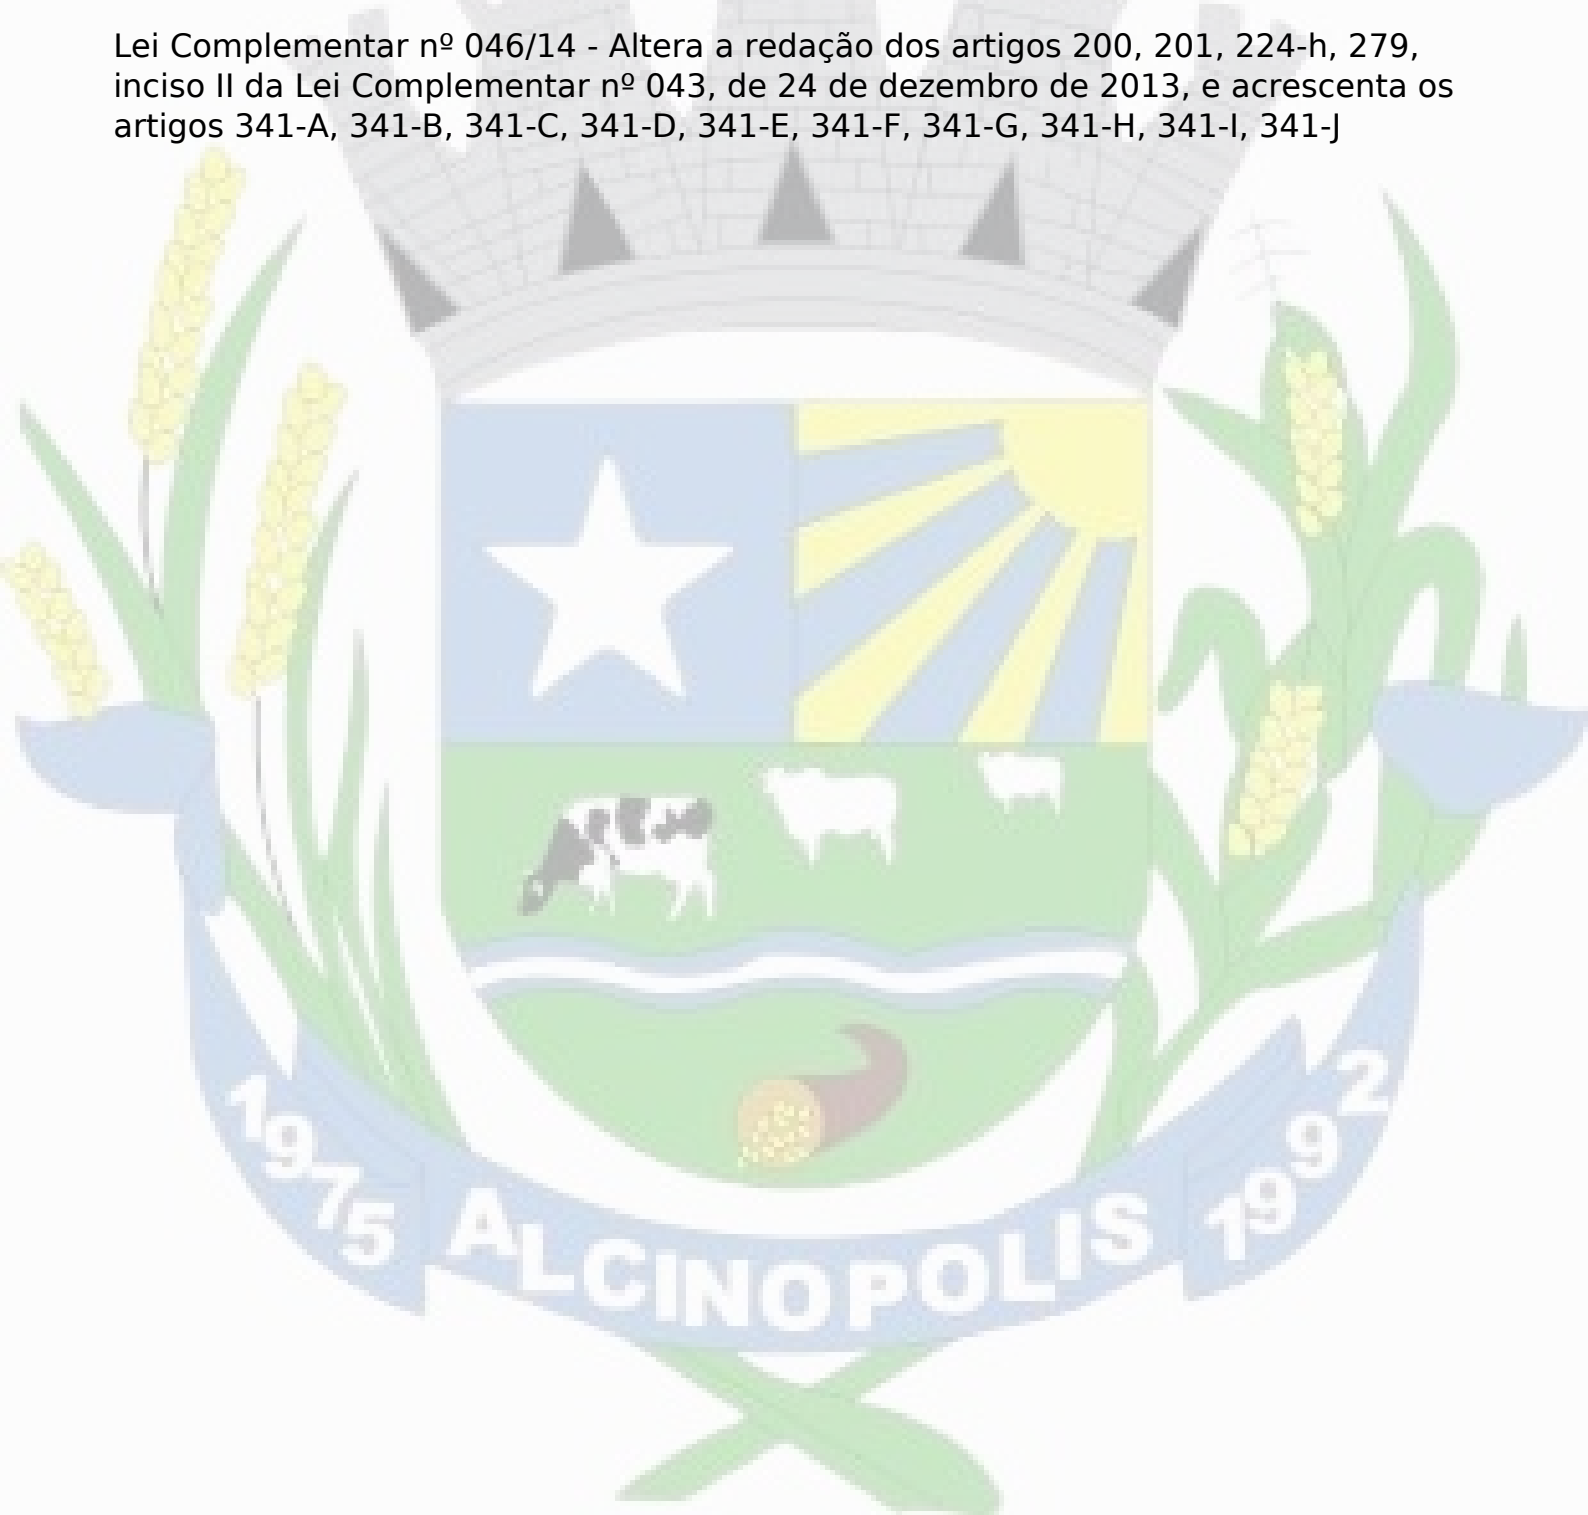 Lei Complementar nº 046/14 - Altera a redação dos artigos 200, 201, 224-h, 279,
inciso II da Lei Complementar nº 043, de 24 de dezembro de 2013, e acrescenta os
artigos 341-A, 341-B, 341-C, 341-D, 341-E, 341-F, 341-G, 341-H, 341-I, 341-J
1975
ALCINOPOLIS
1992